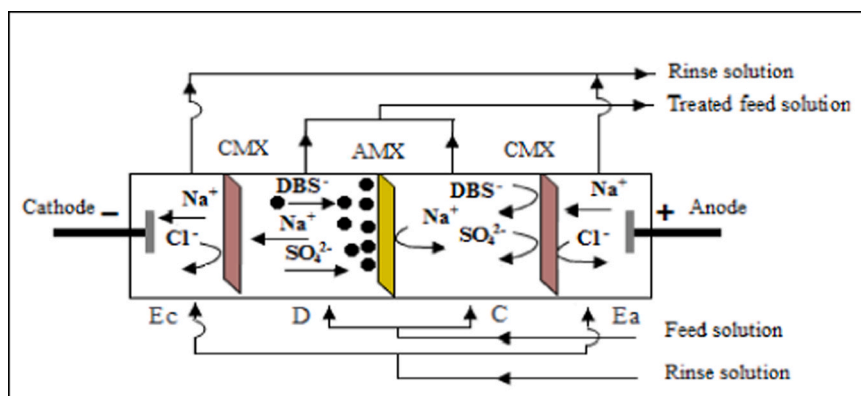 Rinse solution
Treated feed solution
CMX AMX CMX
Cathode − Na⁺ DBS⁻ DBS⁻ Na⁺ + Anode
Na⁺ Na⁺
Cl⁻ SO₄²⁻ SO₄²⁻ Cl⁻
Ec D C Ea
Feed solution
Rinse solution